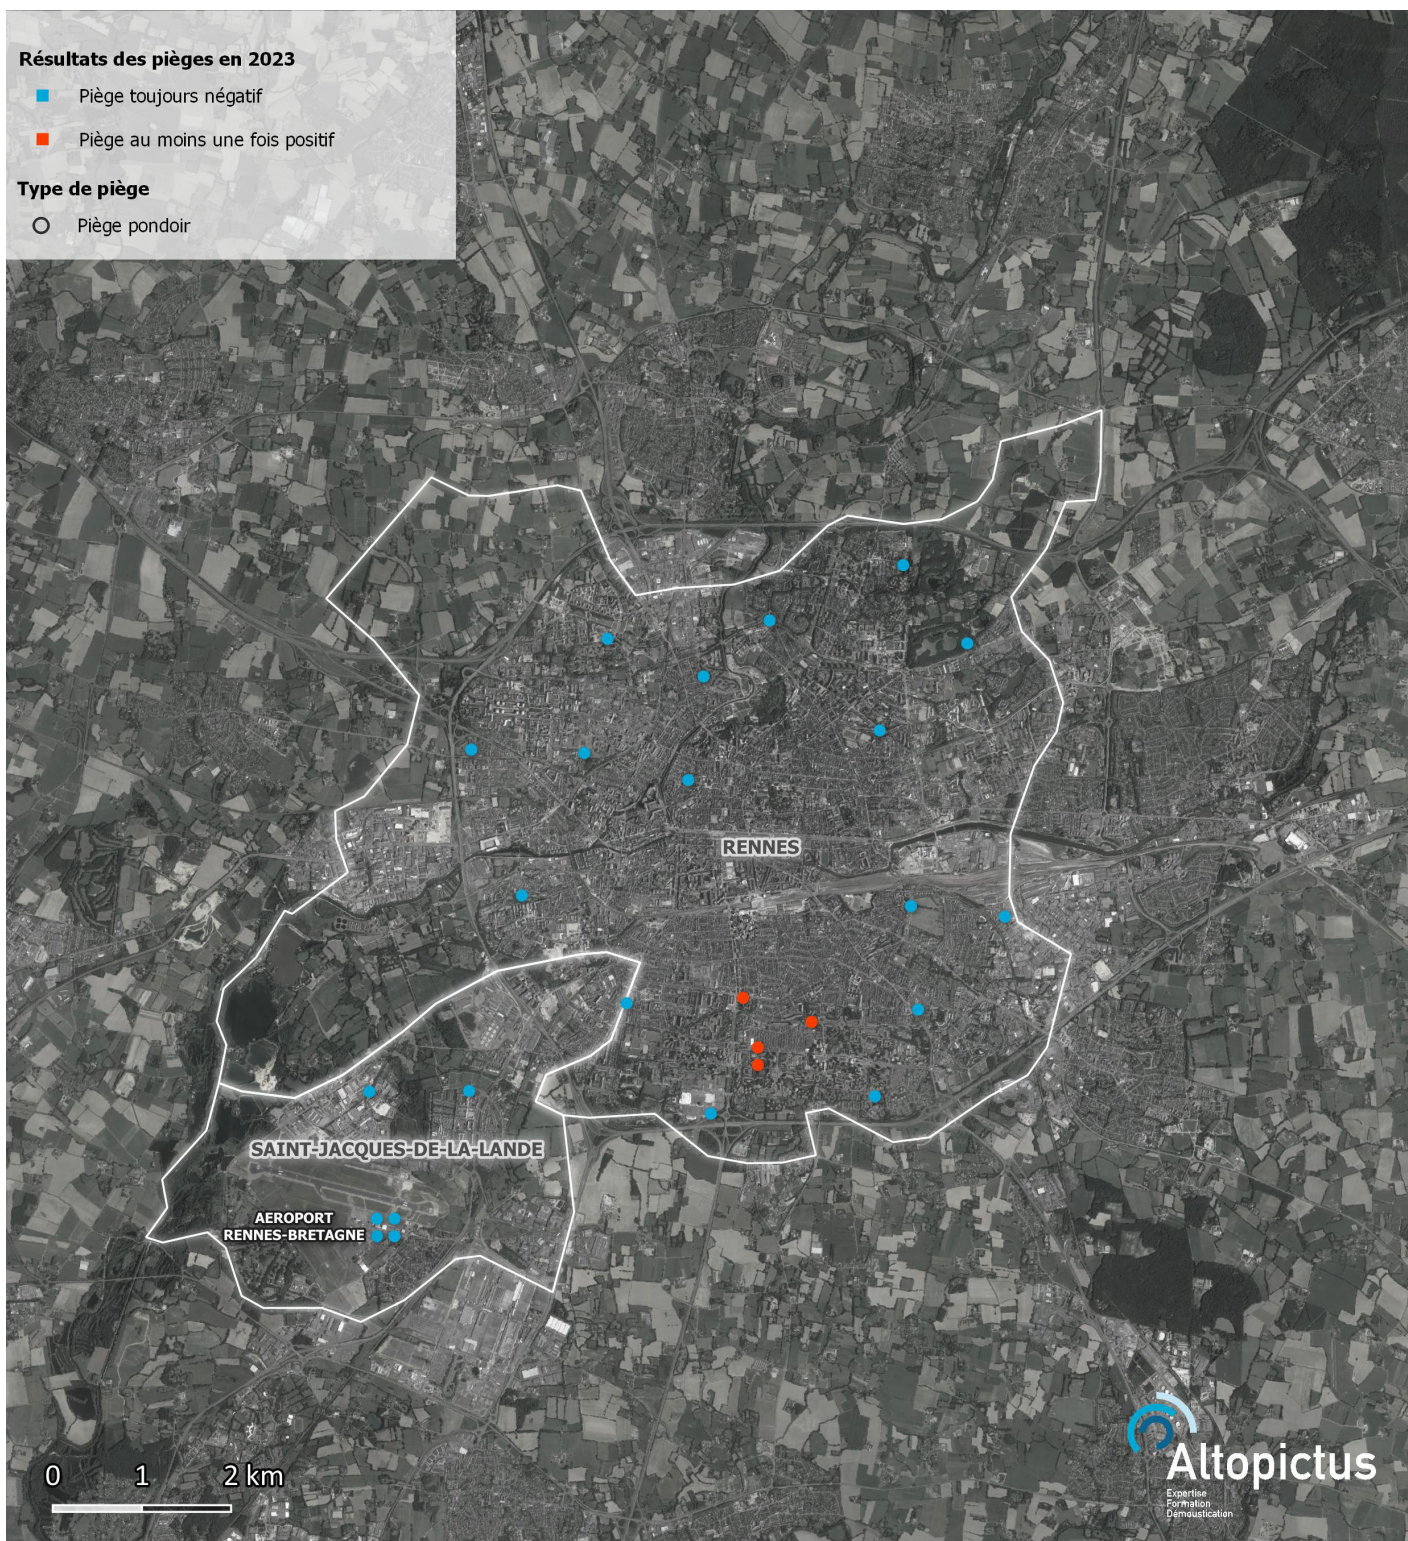 Résultats des pièges en 2023
Piège toujours négatif
Piège au moins une fois positif
Type de piège
Piège pondoir
RENNES
SAINT-JACQUES-DE-LA-LANDE
AEROPORT
RENNES-BRETAGNE
0 1 2 km
Altopictus
Expertise
Formation
Démoustication